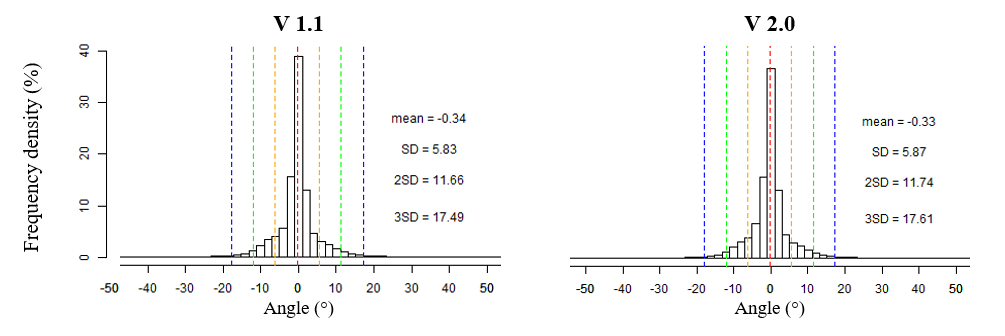 V 1.1
V 2.0
Frequency density (%)
40
30
20
10
0
mean = -0.34
SD = 5.83
2SD = 11.66
3SD = 17.49
mean = -0.33
SD = 5.87
2SD = 11.74
3SD = 17.61
-50 -40 -30 -20 -10 0 10 20 30 40 50
-50 -40 -30 -20 -10 0 10 20 30 40 50
Angle (°)
Angle (°)